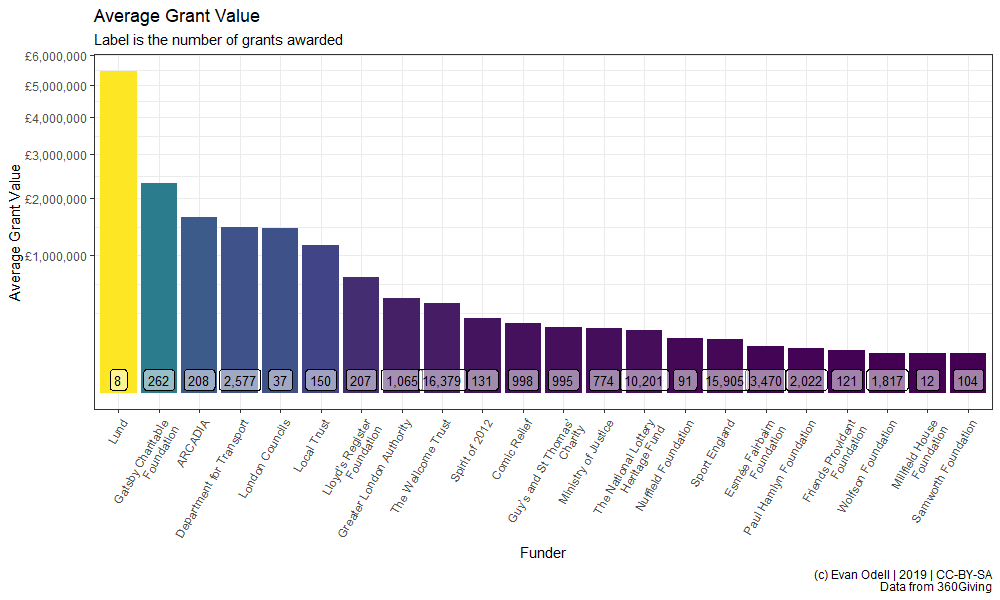 Average Grant Value
Label is the number of grants awarded
£6,000,000
£5,000,000
£4,000,000
£3,000,000
£2,000,000
£1,000,000
Average Grant Value
8
262
208
2,577
37
150
207
1,065
16,379
131
998
995
774
10,201
91
15,905
3,470
2,022
121
1,817
12
104
Lund
Gatsby Charitable
Foundation
ARCADIA
Department for Transport
London Councils
Local Trust
Lloyd's Register
Foundation
Greater London Authority
The Wellcome Trust
Spirit of 2012
Comic Relief
Guy's and St Thomas'
Charity
Ministry of Justice
The National Lottery
Heritage Fund
Nuffield Foundation
Sport England
Esmée Fairbairn
Foundation
Paul Hamlyn Foundation
Friends Provident
Foundation
Wolfson Foundation
Millfield House
Foundation
Samworth Foundation
Funder
(c) Evan Odell | 2019 | CC-BY-SA
Data from 360Giving